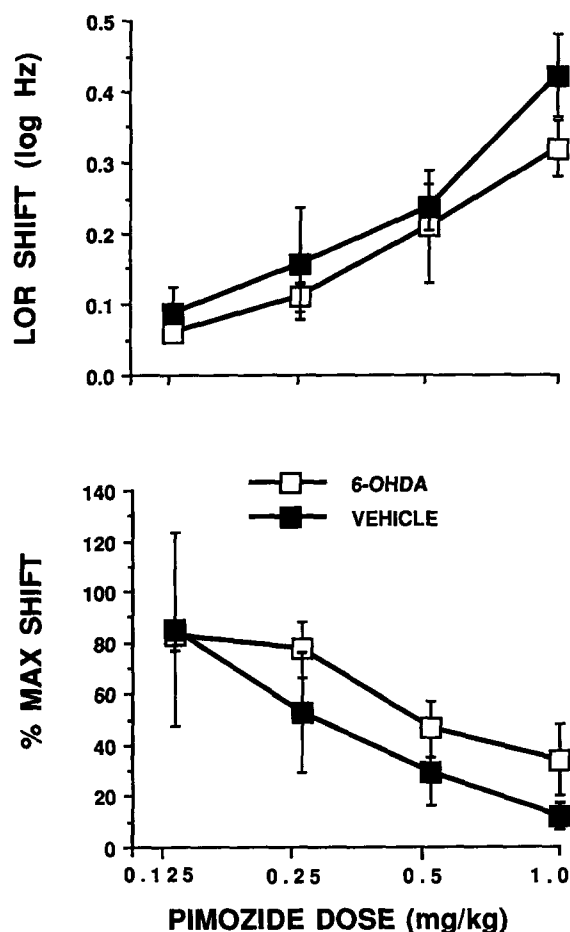 LOR SHIFT (log Hz)
0.5
0.4
0.3
0.2
0.1
0.0
6-OHDA
VEHICLE
% MAX SHIFT
140
120
100
80
60
40
20
0
0.125 0.25 0.5 1.0
PIMOZIDE DOSE (mg/kg)